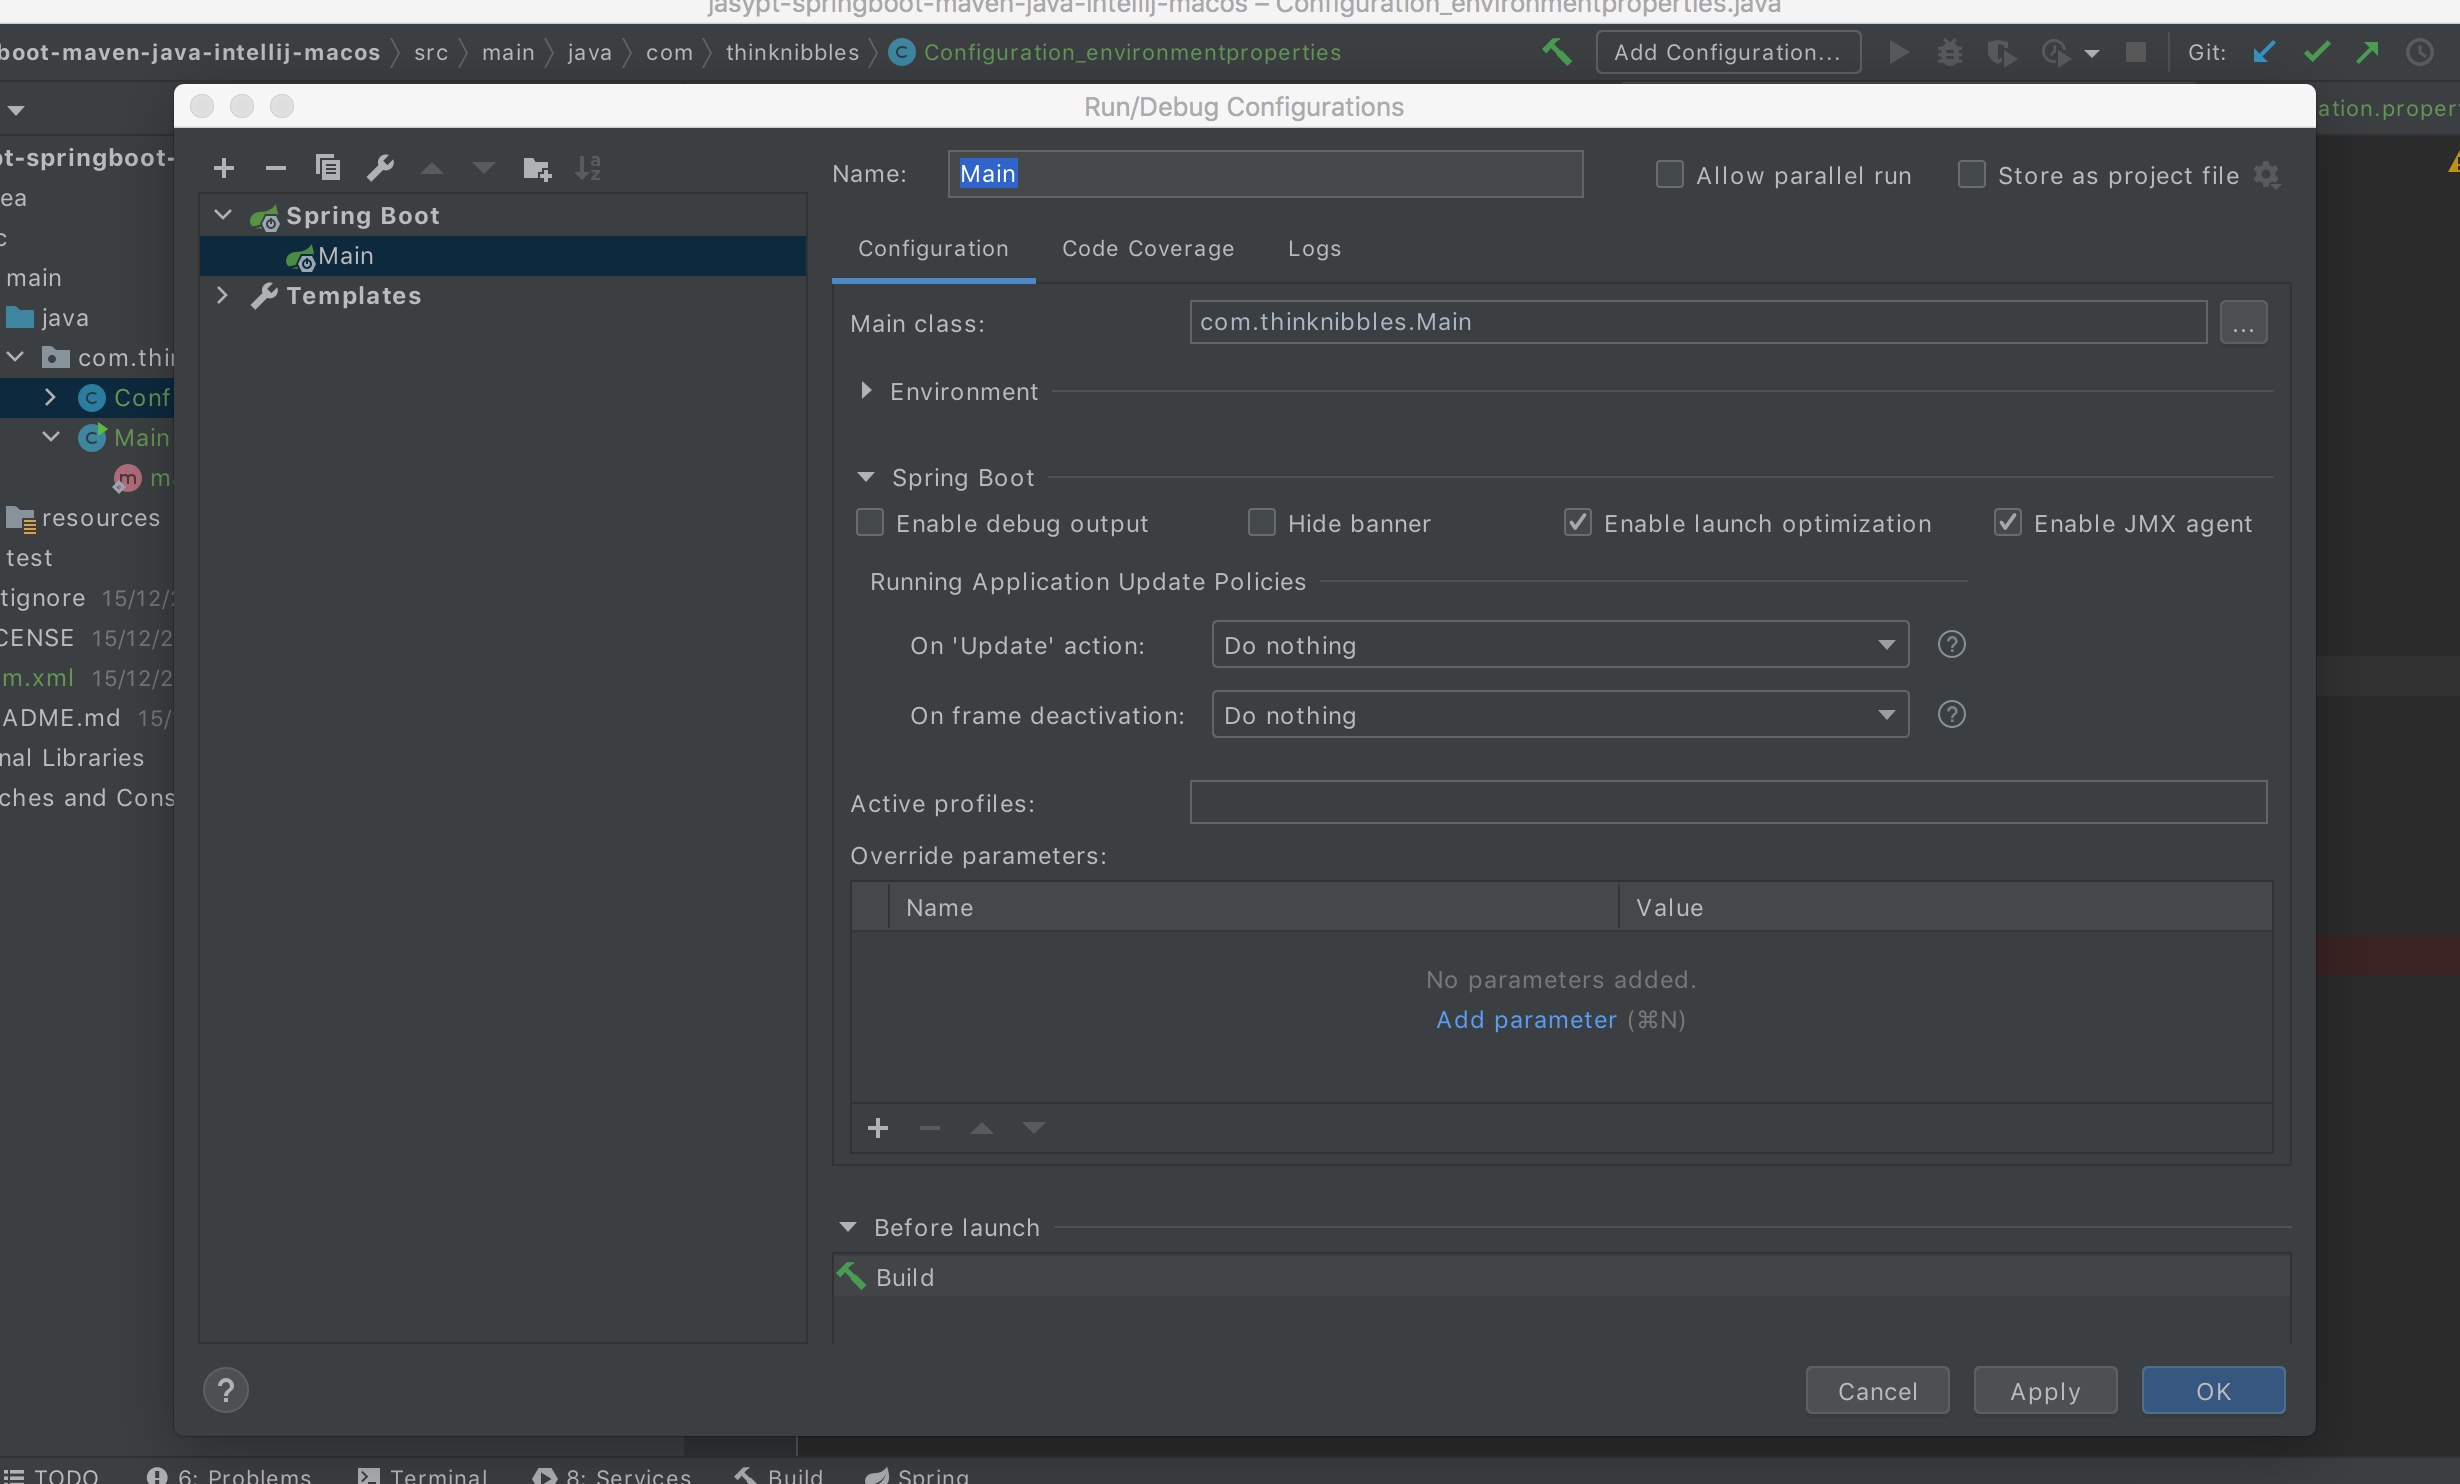 jasypt-springboot-maven-java-intellij-macos – Configuration_environmentproperties.java
boot-maven-java-intellij-macos src main java com thinknibbles Configuration_environmentproperties Add Configuration... Git:
Run/Debug Configurations
ation.proper
pt-springboot-
ea
c
main
java
com.thin
Conf
Main
ma
resources
test
tignore 15/12/2
CENSE 15/12/2
m.xml 15/12/2
ADME.md 15/
nal Libraries
ches and Cons
Spring Boot
Main
Templates
Name: Main
Allow parallel run
Store as project file
Configuration Code Coverage Logs
Main class: com.thinknibbles.Main ...
Environment
Spring Boot
Enable debug output Hide banner Enable launch optimization Enable JMX agent
Running Application Update Policies
On 'Update' action: Do nothing ?
On frame deactivation: Do nothing ?
Active profiles:
Override parameters:
Name Value
No parameters added.
Add parameter (⌘N)
Before launch
Build
? Cancel Apply OK
TODO 6: Problems Terminal 8: Services Build Spring